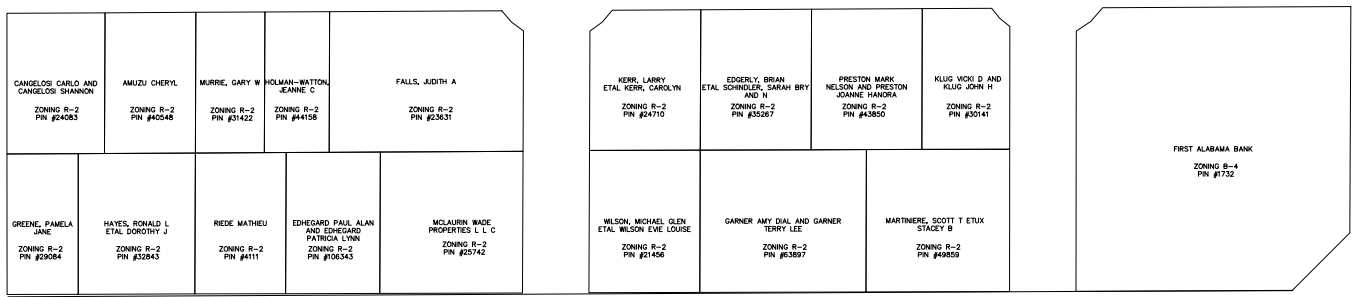 CANGELOSI CARLO AND
CANGELOSI SHANNON
ZONING R-2
PIN #24083
AMUZU CHERYL
ZONING R-2
PIN #40548
MURRIE, GARY W
ZONING R-2
PIN #31422
HOLMAN-WATTON,
JEANNE C
ZONING R-2
PIN #44158
FALLS, JUDITH A
ZONING R-2
PIN #23631
KERR, LARRY
ETAL KERR, CAROLYN
ZONING R-2
PIN #24710
EDGERLY, BRIAN
ETAL SCHINDLER, SARAH BRY
AND N
ZONING R-2
PIN #35267
PRESTON MARK
NELSON AND PRESTON
JOANNE HANORA
ZONING R-2
PIN #43850
KLUG VICKI D AND
KLUG JOHN H
ZONING R-2
PIN #30141
FIRST ALABAMA BANK
ZONING B-4
PIN #1732
GREENE, PAMELA
JANE
ZONING R-2
PIN #29084
HAYES, RONALD L
ETAL DOROTHY J
ZONING R-2
PIN #32843
RIEDE MATHIEU
ZONING R-2
PIN #4111
EDHEGARD PAUL ALAN
AND EDHEGARD
PATRICIA LYNN
ZONING R-2
PIN #106343
MCLAURIN WADE
PROPERTIES L L C
ZONING R-2
PIN #25742
WILSON, MICHAEL GLEN
ETAL WILSON EVIE LOUISE
ZONING R-2
PIN #21456
GARNER AMY DIAL AND GARNER
TERRY LEE
ZONING R-2
PIN #63897
MARTINIERE, SCOTT T ETUX
STACEY B
ZONING R-2
PIN #49859